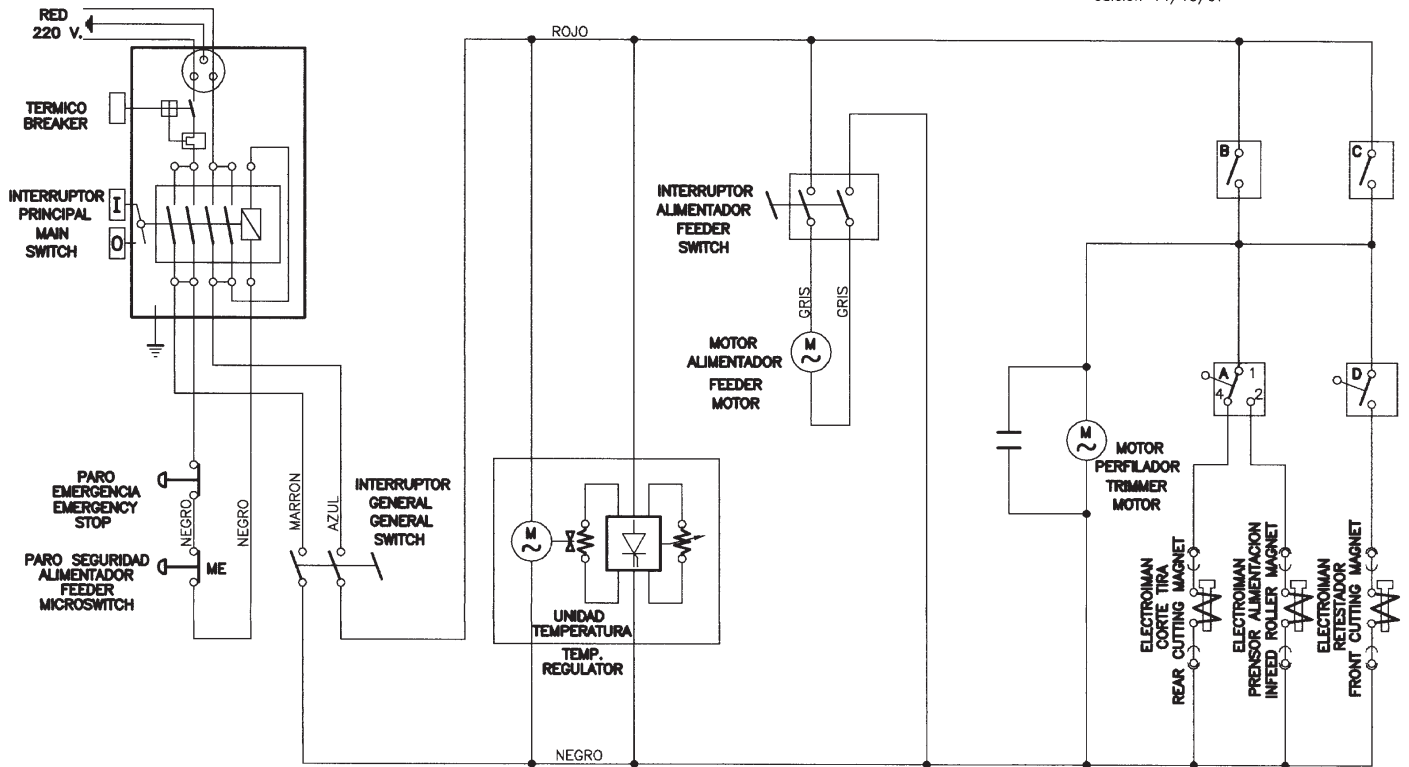 RED
220 V.
TERMICO
BREAKER
INTERRUPTOR
PRINCIPAL
MAIN
SWITCH
I
O
PARO
EMERGENCIA
EMERGENCY
STOP
NEGRO
NEGRO
PARO SEGURIDAD
ALIMENTADOR
FEEDER
MICROSWITCH
ME
MARRON
AZUL
INTERRUPTOR
GENERAL
GENERAL
SWITCH
ROJO
M
UNIDAD
TEMPERATURA
TEMP.
REGULATOR
NEGRO
INTERRUPTOR
ALIMENTADOR
FEEDER
SWITCH
GRIS
GRIS
MOTOR
ALIMENTADOR
FEEDER
MOTOR
M
B
C
A
1
4
2
D
M
MOTOR
PERFILADOR
TRIMMER
MOTOR
ELECTROIMAN
CORTE TIRA
REAR CUTTING MAGNET
ELECTROIMAN
PRENSOR ALIMENTACION
INFEED ROLLER MAGNET
ELECTROIMAN
RETESTADOR
FRONT CUTTING MAGNET